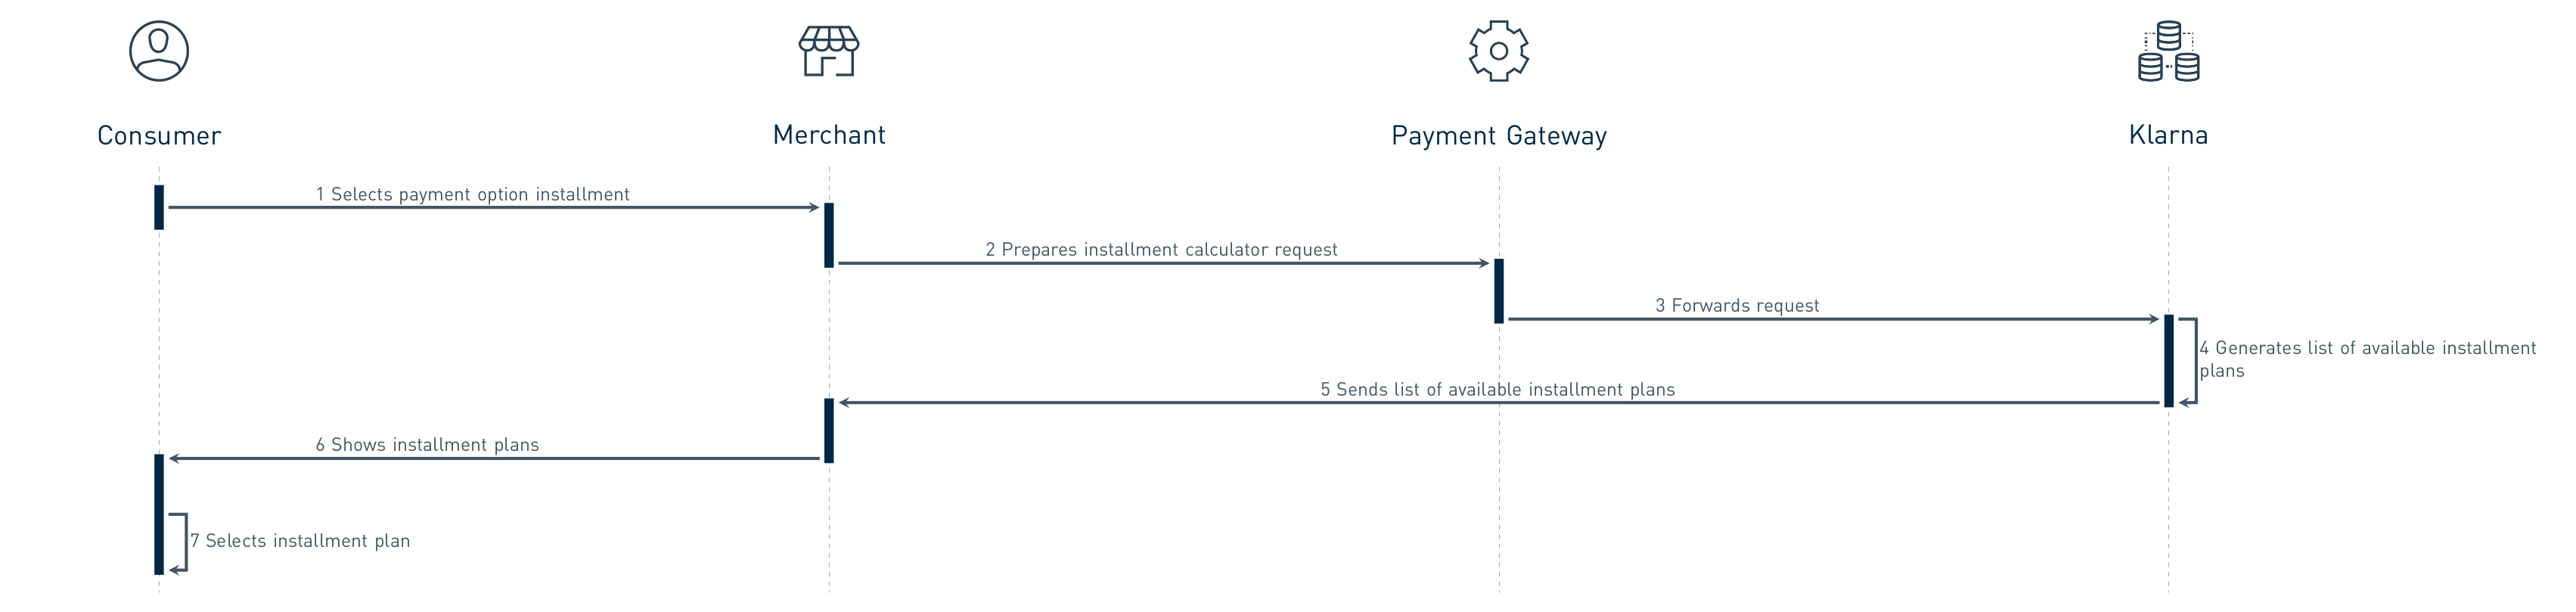 Consumer
Merchant
Payment Gateway
Klarna
1 Selects payment option installment
2 Prepares installment calculator request
3 Forwards request
4 Generates list of available installment
plans
5 Sends list of available installment plans
6 Shows installment plans
7 Selects installment plan